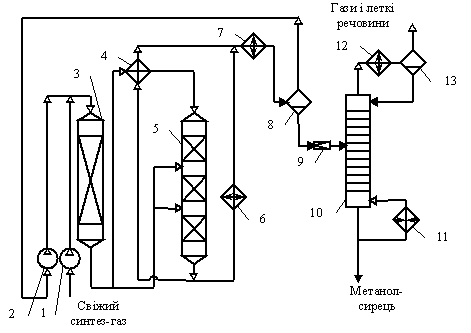 Гази і леткі
речовини
7
12
3
4
13
5
8
9
6
10
11
2
1
Свіжий
синтез-газ
Метанол-
сирець